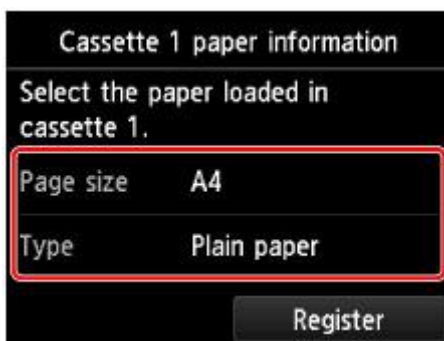 Cassette 1 paper information
Select the paper loaded in
cassette 1.
Page size A4
Type Plain paper
Register